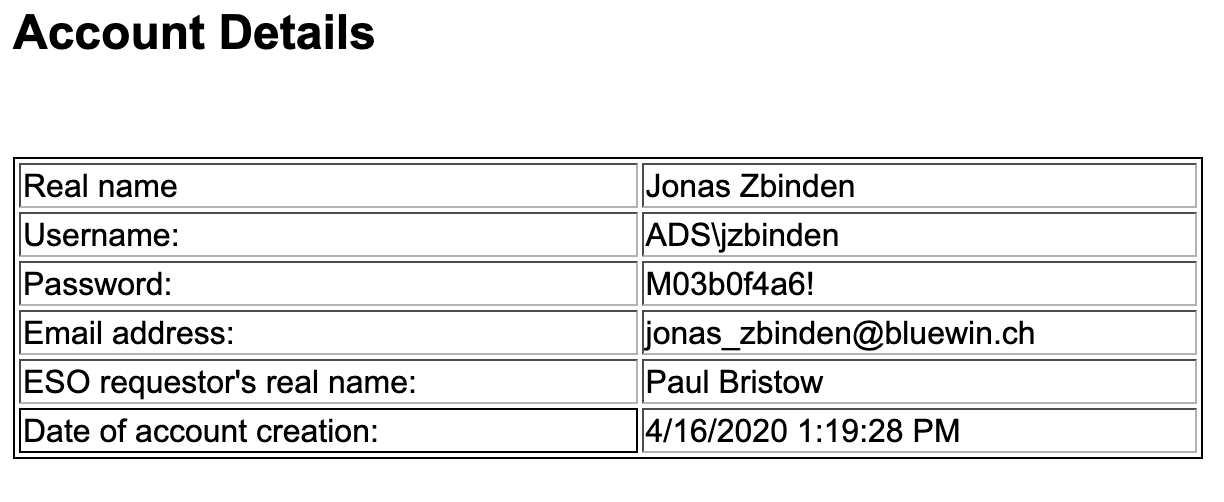 Account Details
Real name Jonas Zbinden
Username: ADS\jzbinden
Password: M03b0f4a6!
Email address: jonas_zbinden@bluewin.ch
ESO requestor's real name: Paul Bristow
Date of account creation: 4/16/2020 1:19:28 PM